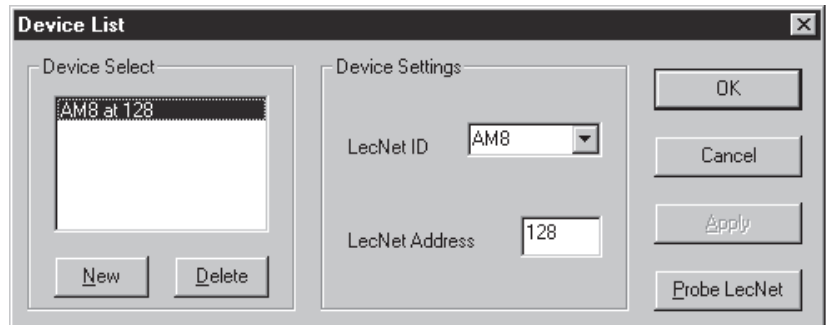 Device List
Device Select
AM8 at 128
New
Delete
Device Settings
LecNet ID
AM8
LecNet Address
128
OK
Cancel
Apply
Probe LecNet